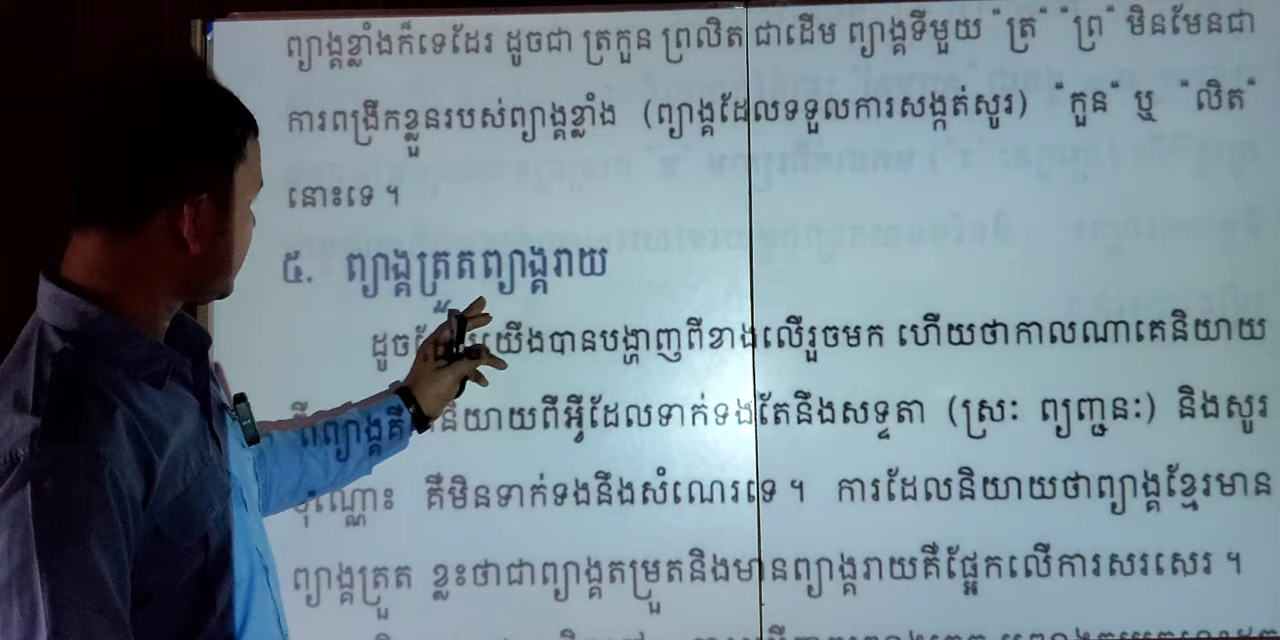 ព្យាង្គខ្លាំងក៏ទេដែរ ដូចជា ត្រកួន ព្រលិត ជាដើម ព្យាង្គទីមួយ "ត្រ" "ព្រ" មិនមែនជា
ការពង្រីកខ្លួនរបស់ព្យាង្គខ្លាំង (ព្យាង្គដែលទទួលការសង្កត់សូរ) "កួន" ឬ "លិត"
នោះទេ ។
៥. ព្យាង្គត្រួតព្យាង្គរាយ
ដូច យើងបានបង្ហាញពីខាងលើរួចមក ហើយថាកាលណាគេនិយាយ
ពីព្យាង្គគឺ និយាយពីអ្វីដែលទាក់ទងតែនឹងសទ្ទតា (ស្រៈ ព្យញ្ជនៈ) និងសូរ
ប៉ុណ្ណោះ គឺមិនទាក់ទងនឹងសំណេរទេ ។ ការដែលនិយាយថាព្យាង្គខ្មែរមាន
ព្យាង្គត្រួត ខ្លះថាជាព្យាង្គតម្រួតនិងមានព្យាង្គរាយគឺផ្អែកលើការសរសេរ ។